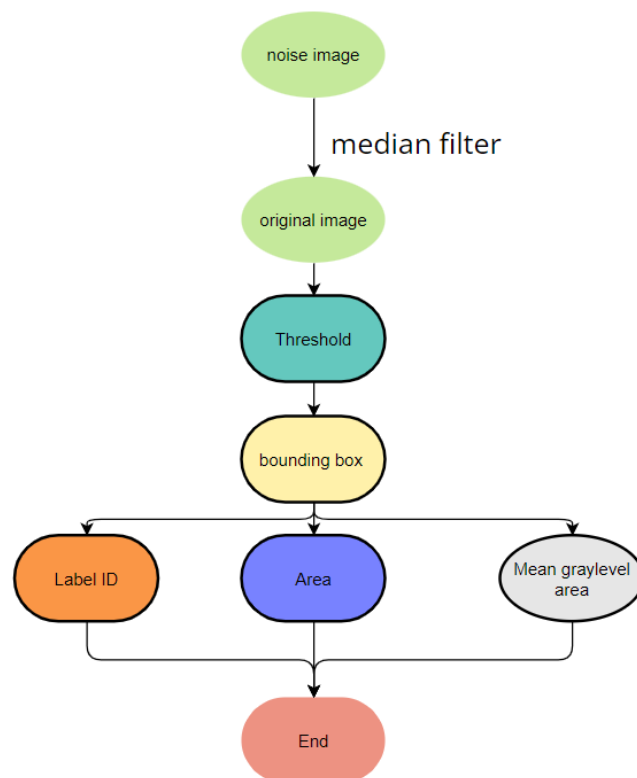 noise image
median filter
original image
Threshold
bounding box
Label ID
Area
Mean graylevel
area
End